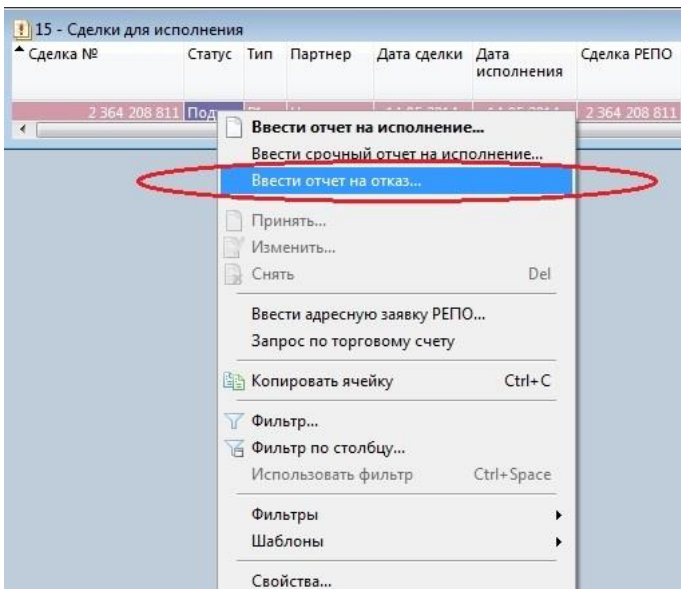 15 - Сделки для исполнения
Сделка № Статус Тип Партнер Дата сделки Дата исполнения Сделка РЕПО
2 364 208 811 2 364 208 811
Ввести отчет на исполнение...
Ввести срочный отчет на исполнение...
Ввести отчет на отказ...
Принять...
Изменить...
Снять Del
Ввести адресную заявку РЕПО...
Запрос по торговому счету
Копировать ячейку Ctrl+C
Фильтр...
Фильтр по столбцу...
Использовать фильтр Ctrl+Space
Фильтры
Шаблоны
Свойства...